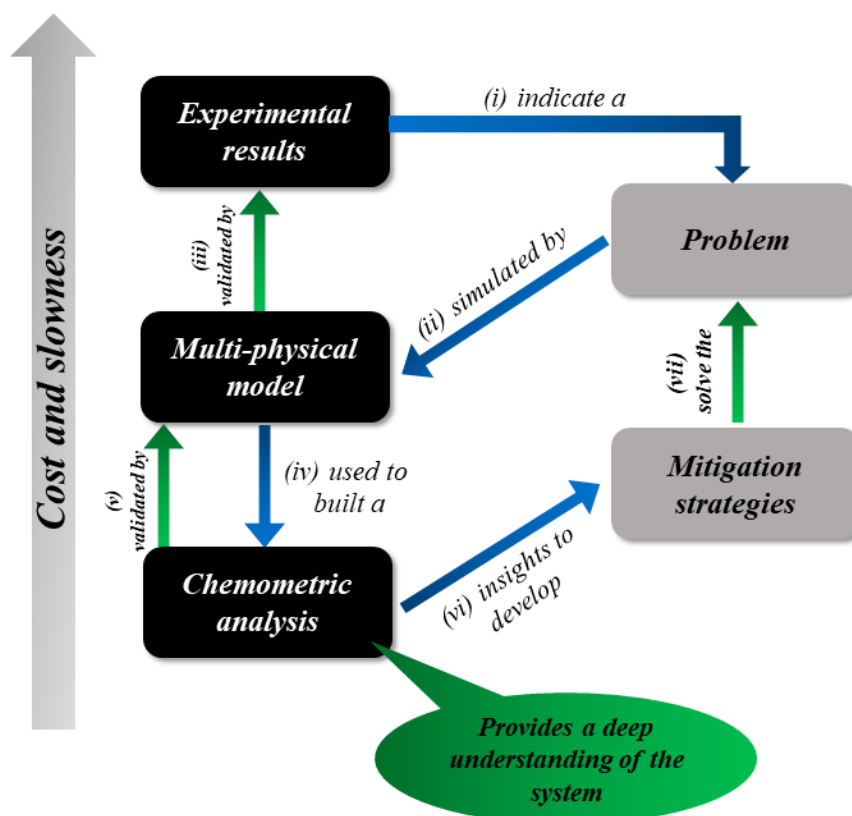 Cost and slowness
Experimental
results
(i) indicate a
Problem
(iii)
validated by
(ii) simulated by
Multi-physical
model
(vii)
solve the
(v)
validated by
(iv) used to
built a
Mitigation
strategies
Chemometric
analysis
(vi) insights to
develop
Provides a deep
understanding of the
system